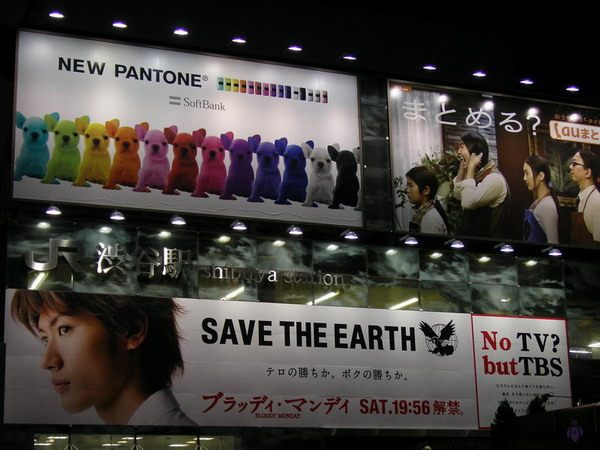 NEW PANTONE®
SoftBank
まとめる?
【auまと
JR 渋谷駅 shibuya station
SAVE THE EARTH
テロの勝ちか。ボクの勝ちか。
ブラッディ・マンデイ SAT.19:56 解禁。
BLOODY MONDAY
No TV?
but TBS